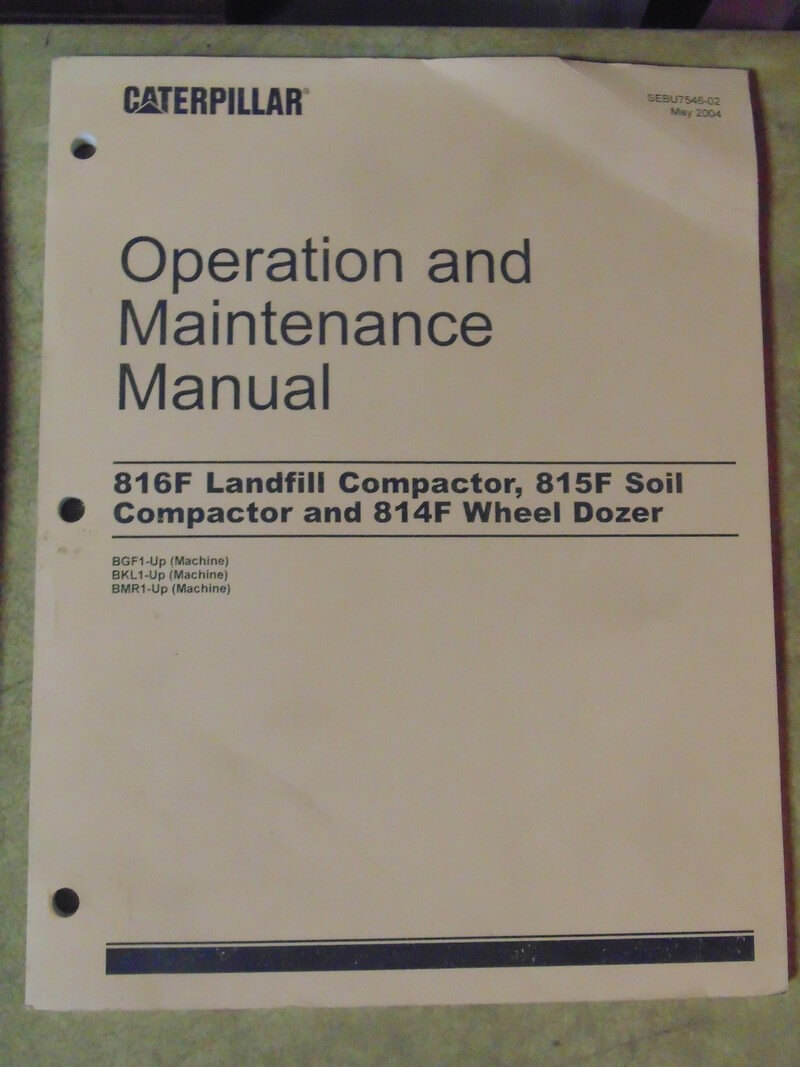 CATERPILLAR®
SEBU7548-02
May 2004
Operation and
Maintenance
Manual
816F Landfill Compactor, 815F Soil
Compactor and 814F Wheel Dozer
BGF1-Up (Machine)
BKL1-Up (Machine)
BMR1-Up (Machine)